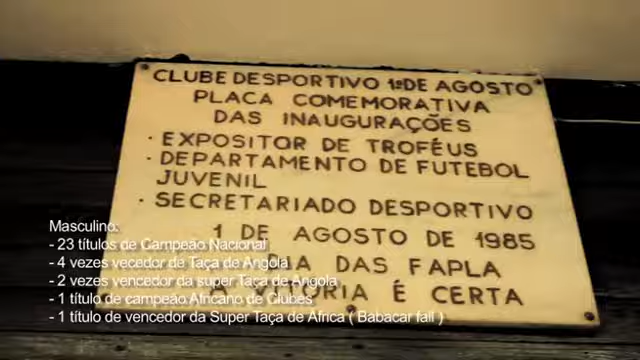 CLUBE DESPORTIVO 1º DE AGOSTO
PLACA COMEMORATIVA
DAS INAUGURAÇÕES
· EXPOSITOR DE TROFÉUS
· DEPARTAMENTO DE FUTEBOL
JUVENIL
· SECRETARIADO DESPORTIVO
1 DE AGOSTO DE 1985
DAS FAPLA
É CERTA
Masculino:
- 23 títulos de Campeão Nacional
- 4 vezes vecedor de Taça de Angola
- 2 vezes vencedor da super Taça de Angola
- 1 título de campeão Africano de Clubes
- 1 título de vencedor da Super Taça de África ( Babacar fall )